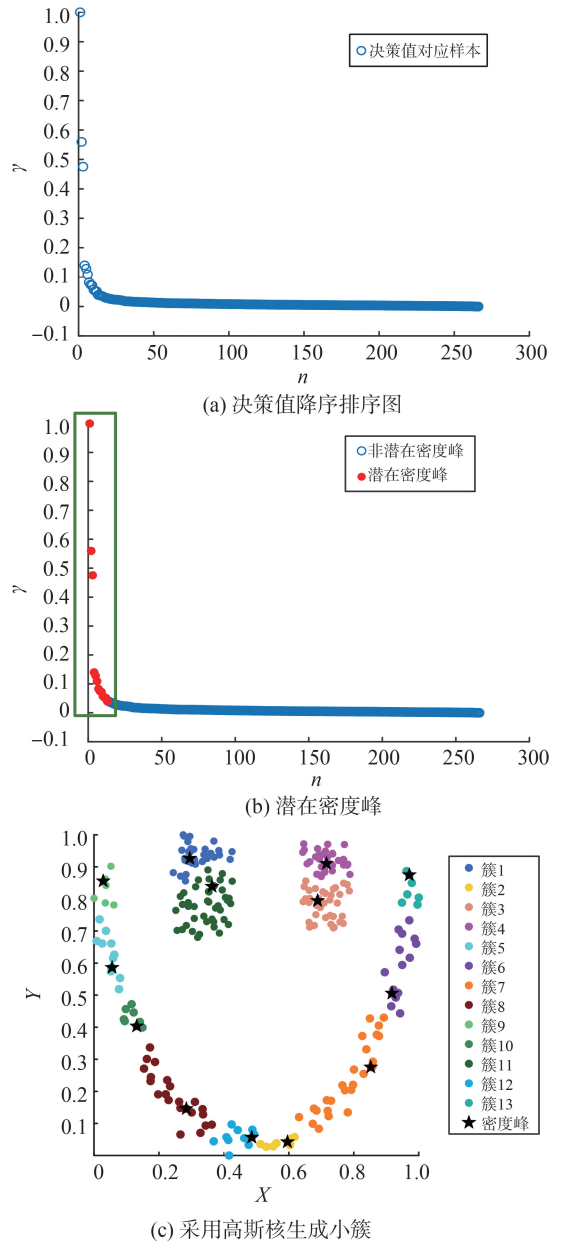 1.0
0.9
0.8
0.7
0.6
0.5
0.4
0.3
0.2
0.1
0
−0.1
γ
决策值对应样本
50
100
150
200
250
300
n
(a) 决策值降序排序图
1.0
0.9
0.8
0.7
0.6
0.5
0.4
0.3
0.2
0.1
0
−0.1
γ
非潜在密度峰
潜在密度峰
0
50
100
150
200
250
300
n
(b) 潜在密度峰
1.0
0.9
0.8
0.7
0.6
0.5
0.4
0.3
0.2
0.1
Y
0
0.2
0.4
0.6
0.8
1.0
X
簇1
簇2
簇3
簇4
簇5
簇6
簇7
簇8
簇9
簇10
簇11
簇12
簇13
密度峰
(c) 采用高斯核生成小簇